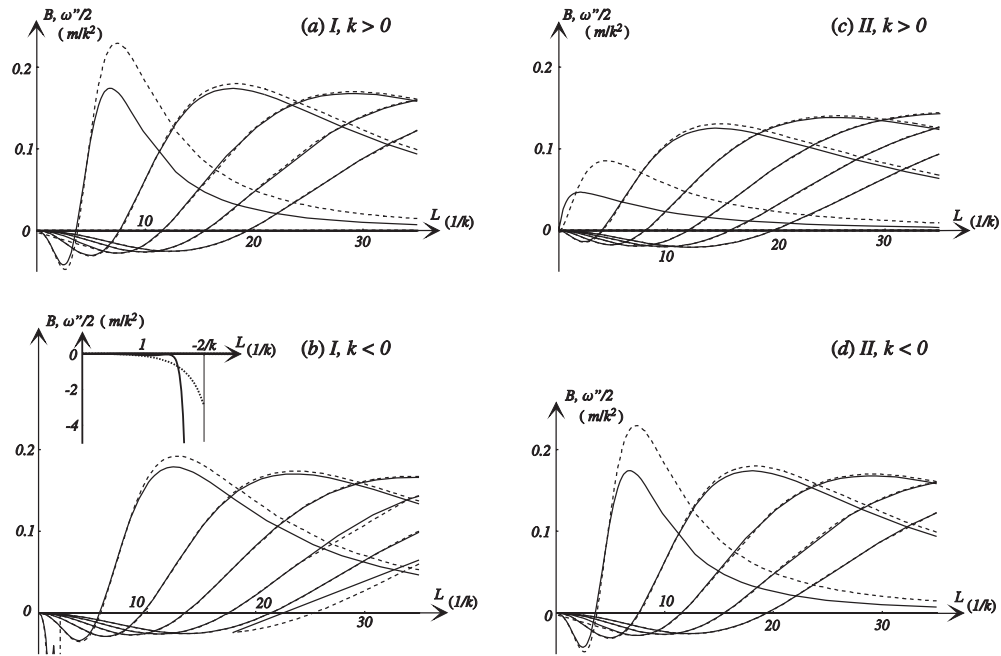 B, ω"/2
(m/k²)
(a) I, k > 0
0.2
0.1
0
10
20
30
L (1/k)
B, ω"/2
(m/k²)
(c) II, k > 0
0.2
0.1
0
10
20
30
L (1/k)
B, ω"/2 (m/k²)
1
-2/k
L (1/k)
(b) I, k < 0
0
-2
-4
0.2
0.1
0
10
20
30
L (1/k)
(d) II, k < 0
B, ω"/2
(m/k²)
0.2
0.1
0
10
20
30
L (1/k)